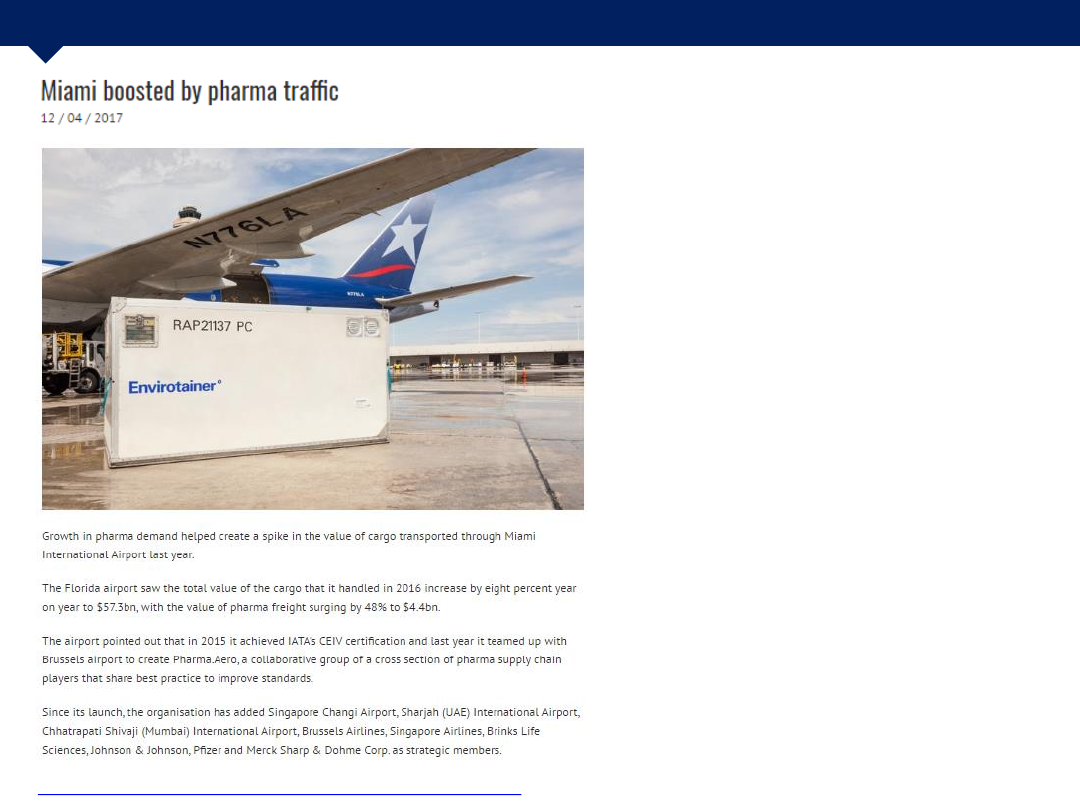 Miami boosted by pharma traffic
12 / 04 / 2017
N776LA
N776LA
RAP21137 PC
Envirotainer
Growth in pharma demand helped create a spike in the value of cargo transported through Miami
International Airport last year.
The Florida airport saw the total value of the cargo that it handled in 2016 increase by eight percent year
on year to $57.3bn, with the value of pharma freight surging by 48% to $4.4bn.
The airport pointed out that in 2015 it achieved IATA's CEIV certification and last year it teamed up with
Brussels airport to create Pharma.Aero, a collaborative group of a cross section of pharma supply chain
players that share best practice to improve standards.
Since its launch, the organisation has added Singapore Changi Airport, Sharjah (UAE) International Airport,
Chhatrapati Shivaji (Mumbai) International Airport, Brussels Airlines, Singapore Airlines, Brinks Life
Sciences, Johnson & Johnson, Pfizer and Merck Sharp & Dohme Corp. as strategic members.